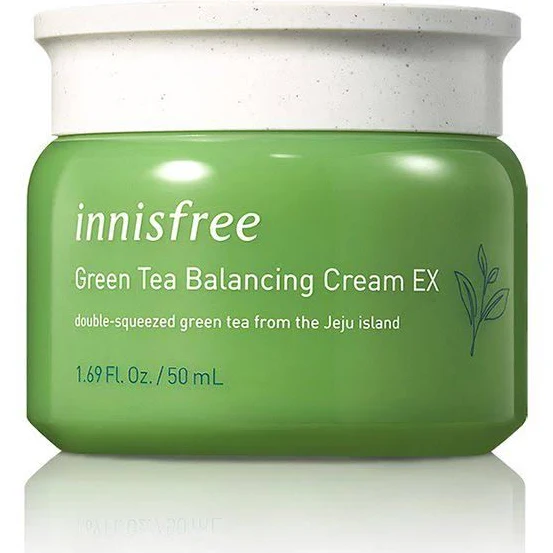 innisfree
Green Tea Balancing Cream EX
double-squeezed green tea from the Jeju island
1.69 Fl. Oz. / 50 mL